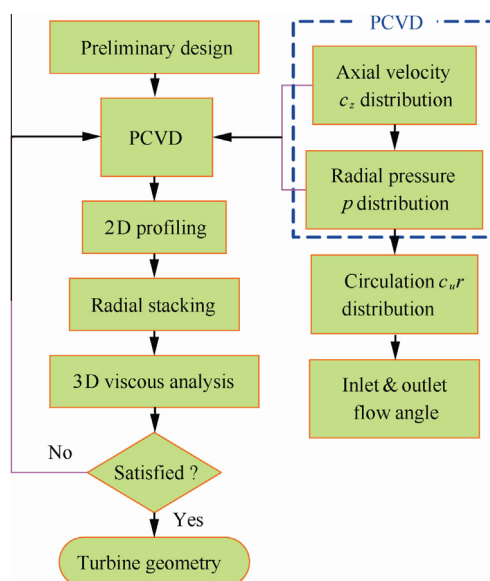 Preliminary design
PCVD
2D profiling
Radial stacking
3D viscous analysis
No
Satisfied ?
Yes
Turbine geometry
PCVD
Axial velocity
c_z distribution
Radial pressure
p distribution
Circulation c_u r
distribution
Inlet & outlet
flow angle